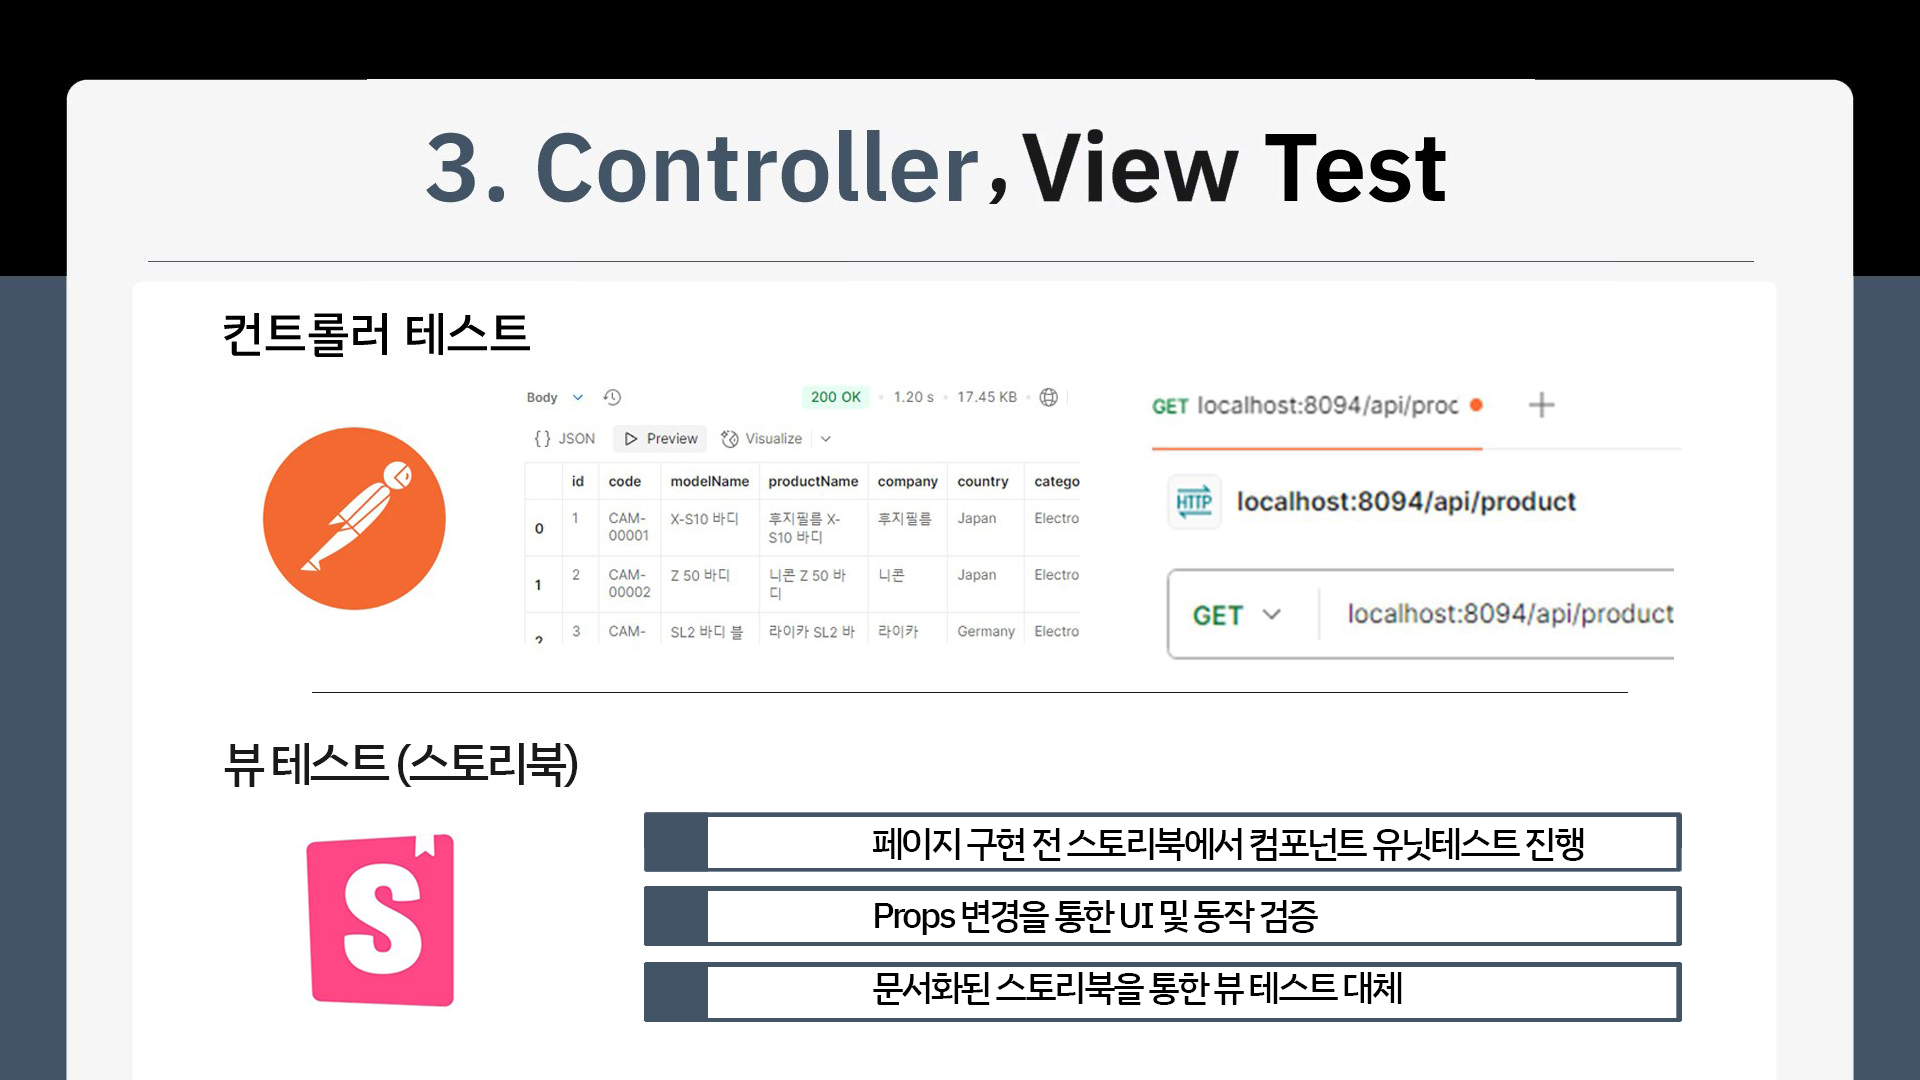 3. Controller, View Test
컨트롤러 테스트
Body 200 OK 1.20 s 17.45 KB
{} JSON Preview Visualize
id code modelName productName company country catego
0 1 CAM-00001 X-S10 바디 후지필름 X-S10 바디 후지필름 Japan Electro
1 2 CAM-00002 Z 50 바디 니콘 Z 50 바디 니콘 Japan Electro
2 3 CAM- SL2 바디 블 라이카 SL2 바 라이카 Germany Electro
GET localhost:8094/api/proc +
HTTP localhost:8094/api/product
GET localhost:8094/api/product
뷰 테스트 (스토리북)
S
페이지 구현 전 스토리북에서 컴포넌트 유닛테스트 진행
Props 변경을 통한 UI 및 동작 검증
문서화된 스토리북을 통한 뷰 테스트 대체